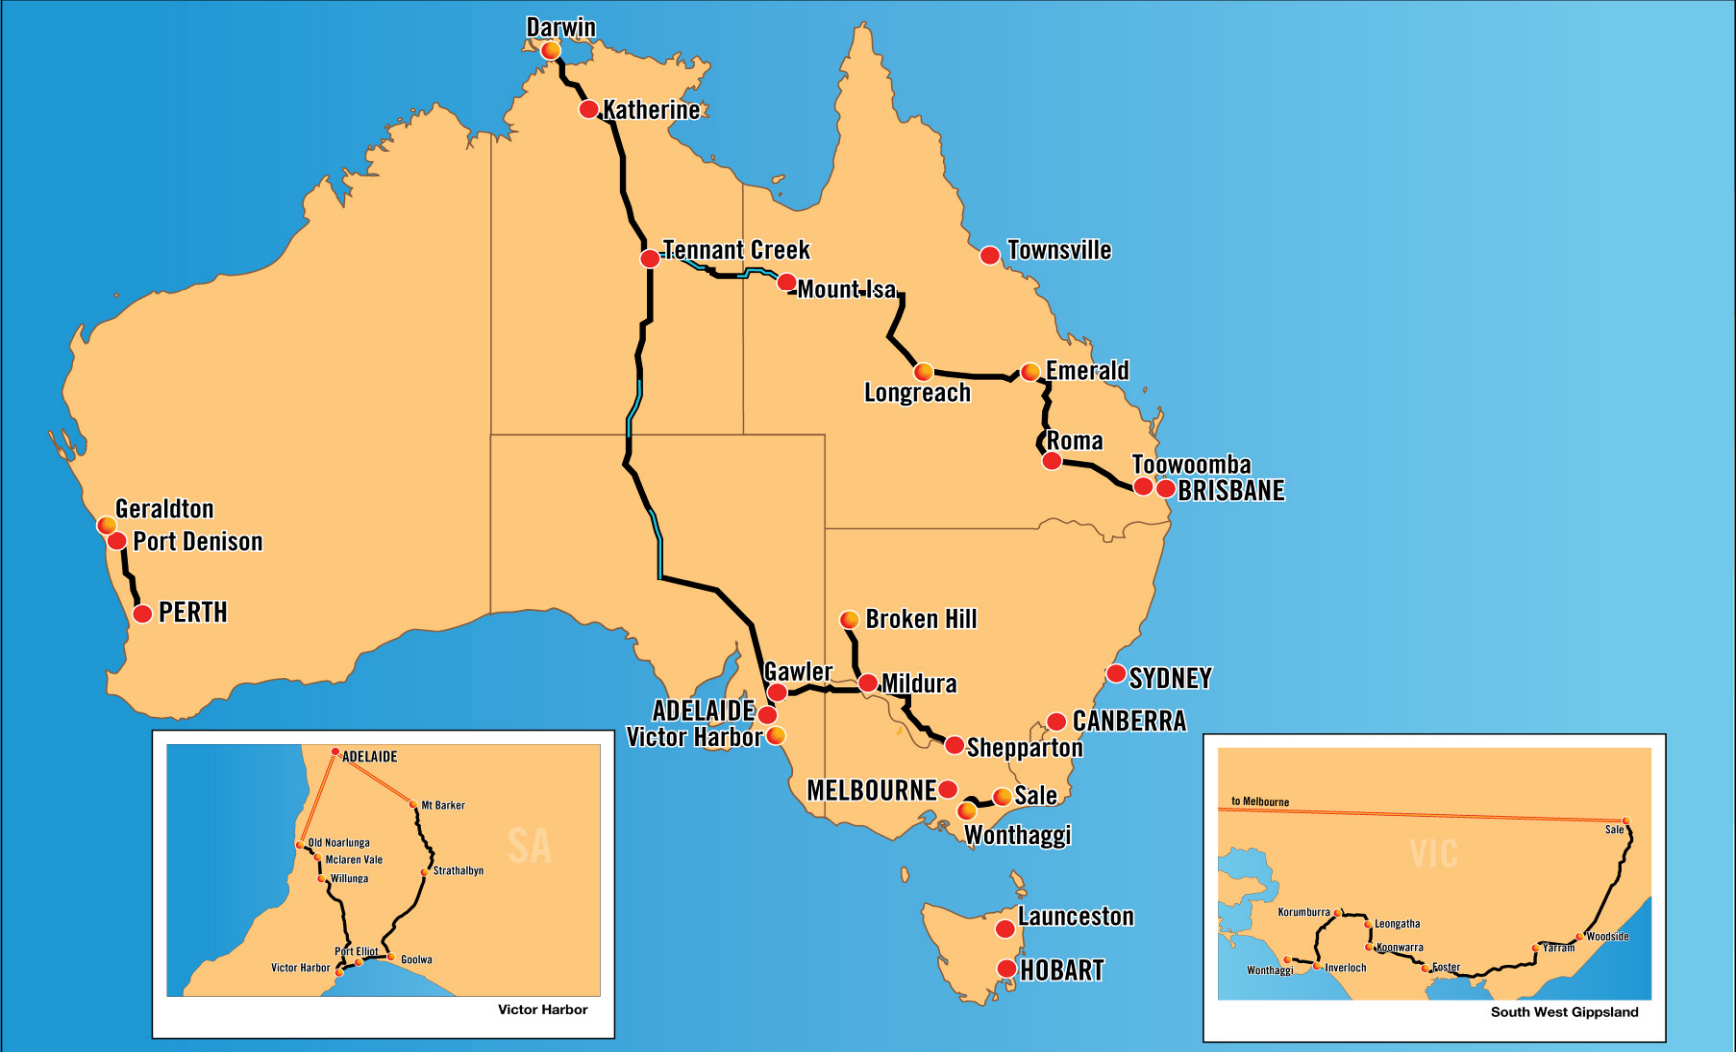 Darwin
Katherine
Tennant Creek
Townsville
Mount Isa
Emerald
Longreach
Roma
Toowoomba
BRISBANE
Geraldton
Port Denison
PERTH
Broken Hill
Gawler
Mildura
SYDNEY
ADELAIDE
CANBERRA
Victor Harbor
Shepparton
MELBOURNE
Sale
Wonthaggi
Launceston
HOBART
ADELAIDE
Mt Barker
Old Noarlunga
Mclaren Vale
SA
Strathalbyn
Willunga
Port Elliot
Goolwa
Victor Harbor
Victor Harbor
to Melbourne
Sale
VIC
Korumburra
Leongatha
Woodside
Koonwarra
Yarram
Wonthaggi
Inverloch
Foster
South West Gippsland